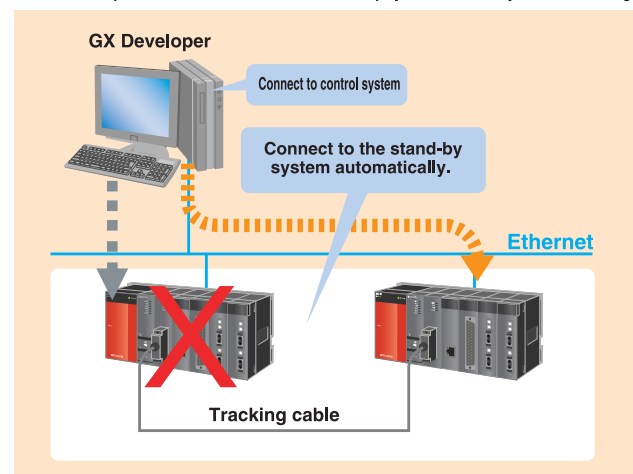 GX Developer
Connect to control system
Connect to the stand-by
system automatically.
Ethernet
Tracking cable